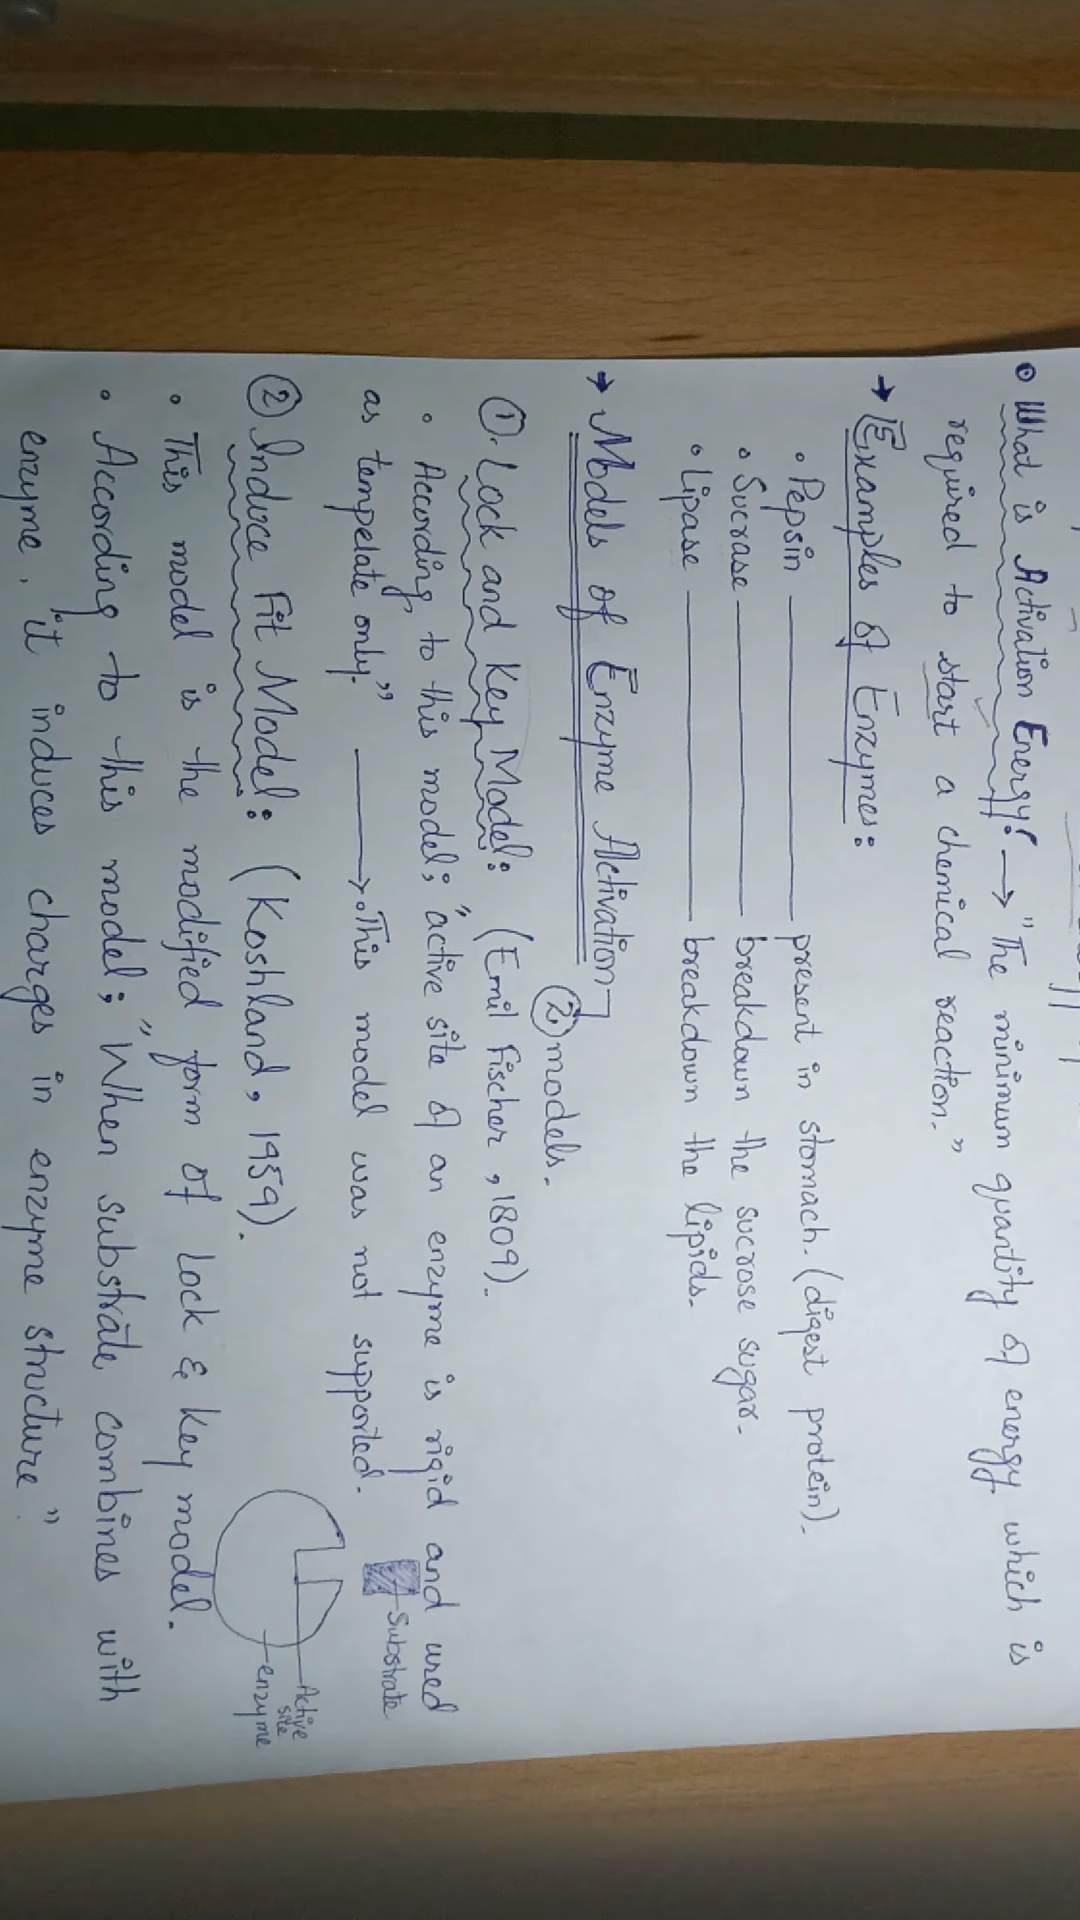 ⊙ What is Activation Energy? → "The minimum quantity of energy which is
required to start a chemical reaction."
→ Examples of Enzymes:
• Pepsin ———— present in stomach. (digest protein).
• Sucrase ———— breakdown the sucrose sugar.
• Lipase ———— breakdown the lipids.
→ Models of Enzyme Activation
② models.
①. Lock and Key Model: (Emil Fischer, 1809).
• According to this model; "active site of an enzyme is rigid and used
as tempelate only." ——→ • This model was not supported.
Substrate
② Induce Fit Model: (Koshland, 1959).
Active
site
enzyme
• This model is the modified form of Lock & Key model.
• According to this model; "When substrate combines with
enzyme, it induces charges in enzyme structure"